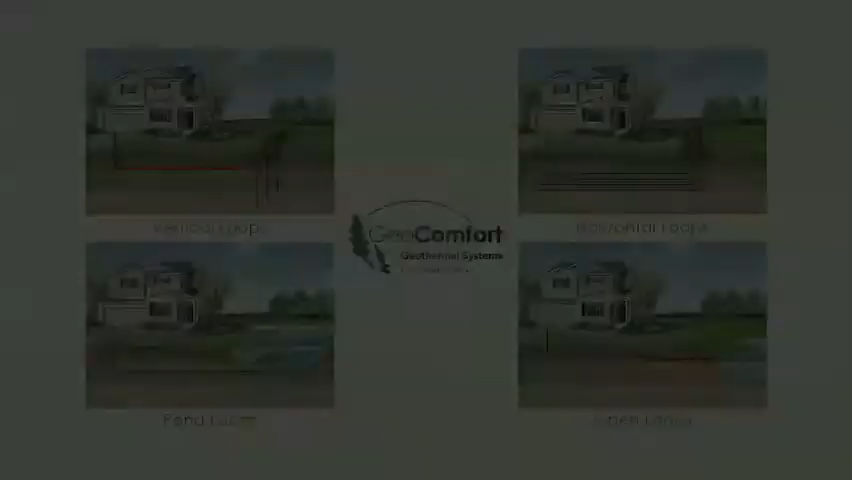 Vertical Loops
Horizontal Loops
GeoComfort
Geothermal Systems
Pond Loops
Open Loops